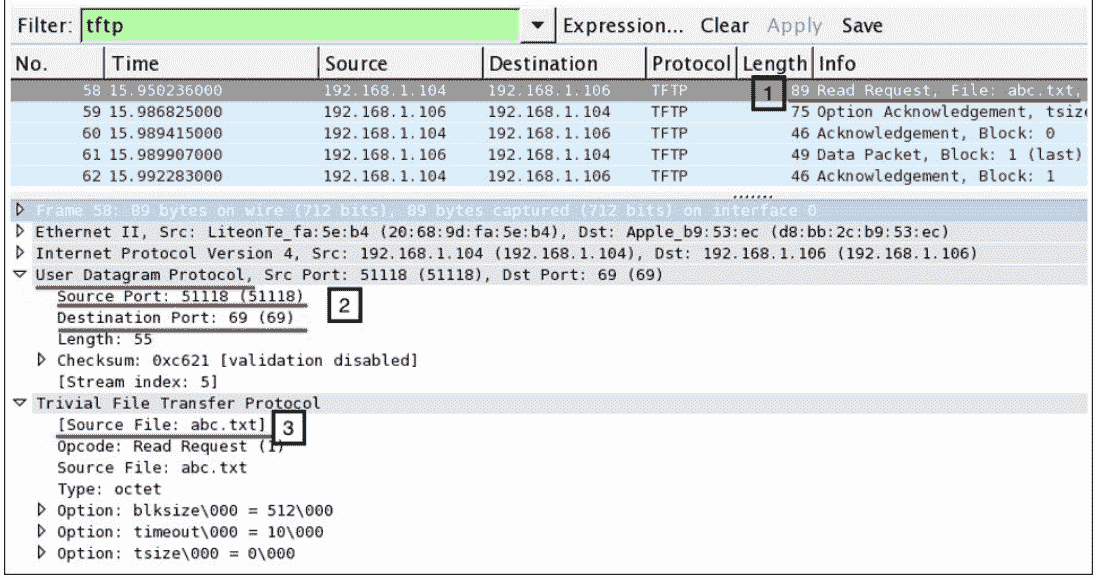 Filter: tftp Expression... Clear Apply Save
No. Time Source Destination Protocol Length Info
58 15.950236000 192.168.1.104 192.168.1.106 TFTP 1 89 Read Request, File: abc.txt,
59 15.986825000 192.168.1.106 192.168.1.104 TFTP 75 Option Acknowledgement, tsize
60 15.989415000 192.168.1.104 192.168.1.106 TFTP 46 Acknowledgement, Block: 0
61 15.989907000 192.168.1.106 192.168.1.104 TFTP 49 Data Packet, Block: 1 (last)
62 15.992283000 192.168.1.104 192.168.1.106 TFTP 46 Acknowledgement, Block: 1
Frame 58: 89 bytes on wire (712 bits), 89 bytes captured (712 bits) on interface 0
Ethernet II, Src: LiteonTe_fa:5e:b4 (20:68:9d:fa:5e:b4), Dst: Apple_b9:53:ec (d8:bb:2c:b9:53:ec)
Internet Protocol Version 4, Src: 192.168.1.104 (192.168.1.104), Dst: 192.168.1.106 (192.168.1.106)
User Datagram Protocol, Src Port: 51118 (51118), Dst Port: 69 (69)
Source Port: 51118 (51118)
2
Destination Port: 69 (69)
Length: 55
Checksum: 0xc621 [validation disabled]
[Stream index: 5]
Trivial File Transfer Protocol
[Source File: abc.txt] 3
Opcode: Read Request (1)
Source File: abc.txt
Type: octet
Option: blksize\000 = 512\000
Option: timeout\000 = 10\000
Option: tsize\000 = 0\000